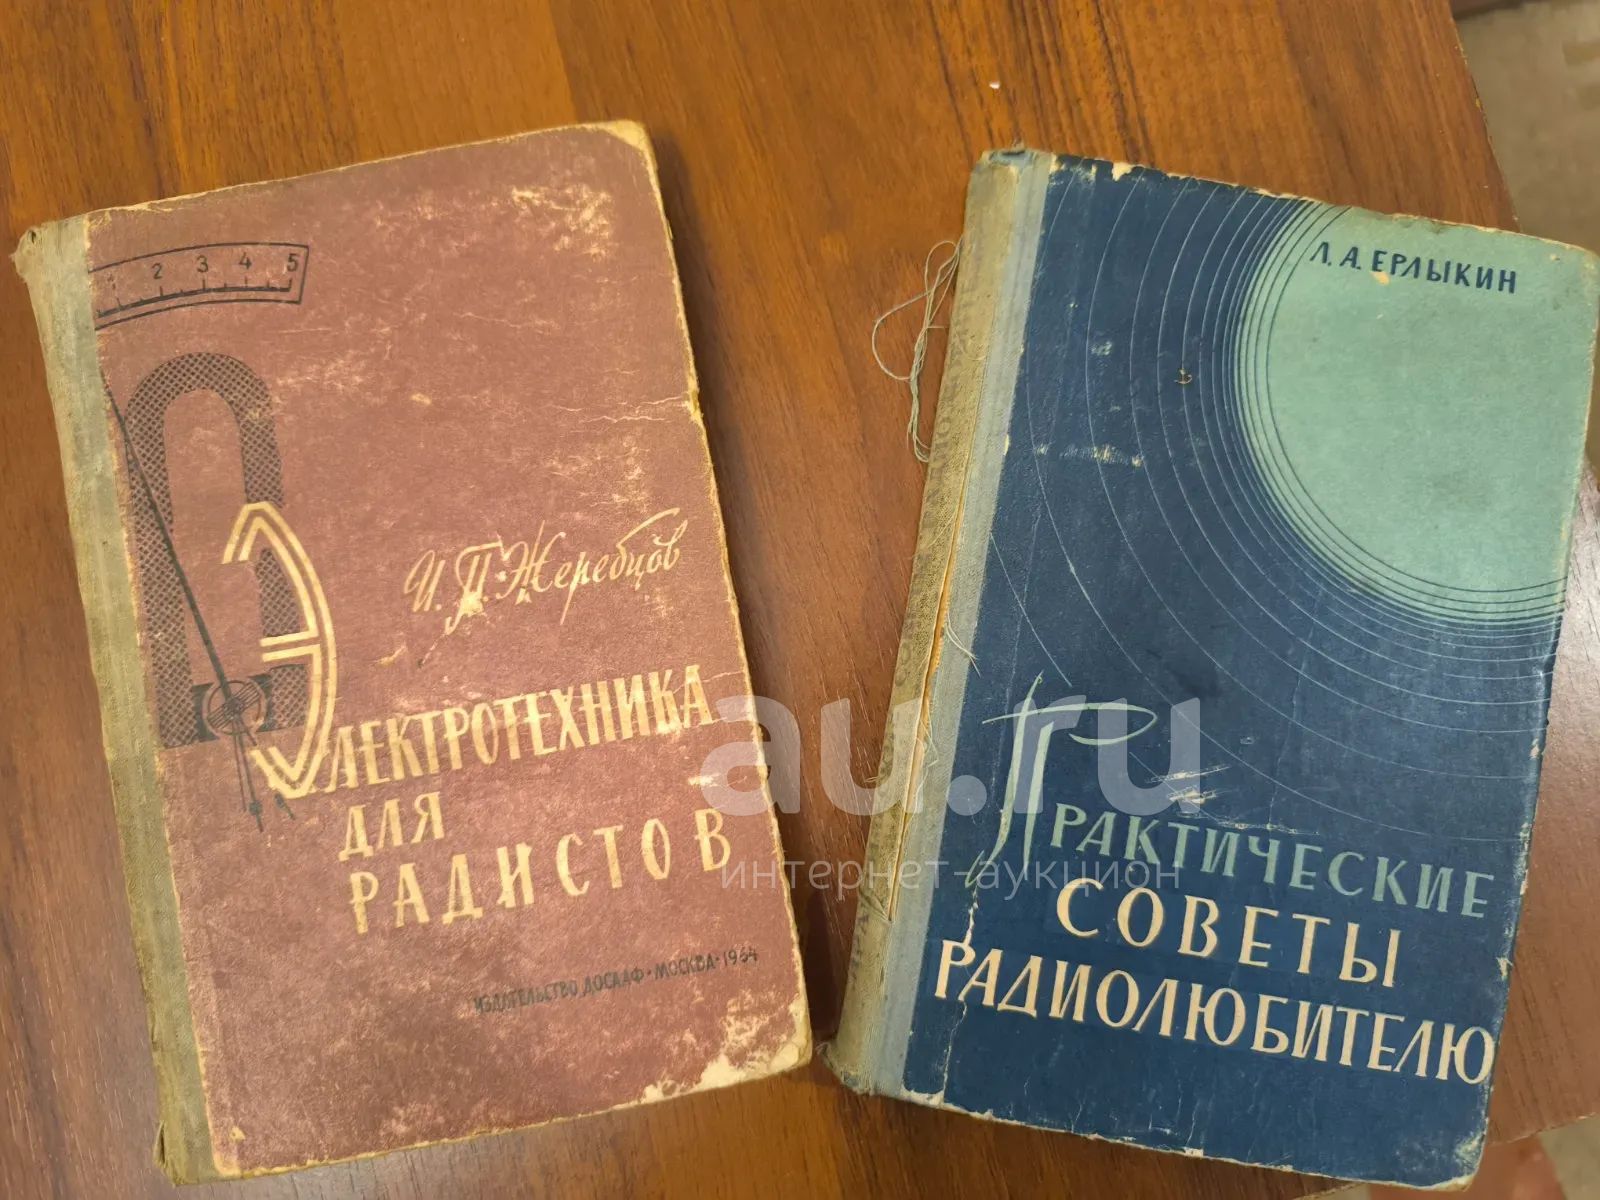 1 2 3 4 5
И. П. Жеребцов
ЭЛЕКТРОТЕХНИКА
ДЛЯ
РАДИСТОВ
ИЗДАТЕЛЬСТВО ДОСААФ • МОСКВА • 1964
Л. А. ЕРЛЫКИН
ПРАКТИЧЕСКИЕ
СОВЕТЫ
РАДИОЛЮБИТЕЛЮ
au.ru
интернет-аукцион